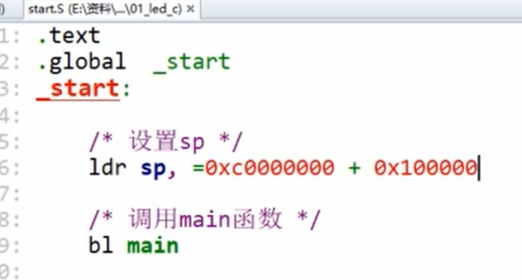 start.S (E:\资料\...\01_led_c)
1: .text
2: .global _start
3: _start:
4:
5: /* 设置sp */
6: ldr sp, =0xc0000000 + 0x100000
7:
8: /* 调用main函数 */
9: bl main
0: